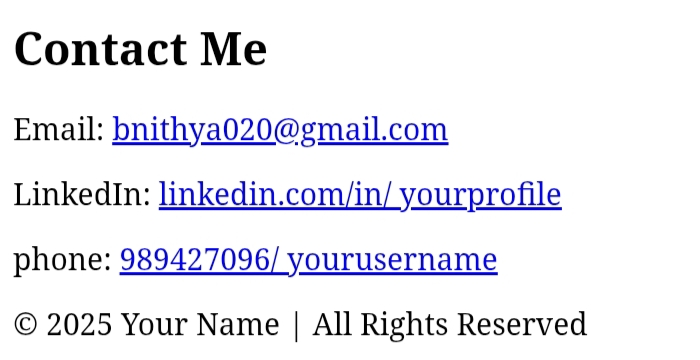 Contact Me
Email: bnithya020@gmail.com
LinkedIn: linkedin.com/in/ yourprofile
phone: 989427096/ yourusername
© 2025 Your Name | All Rights Reserved